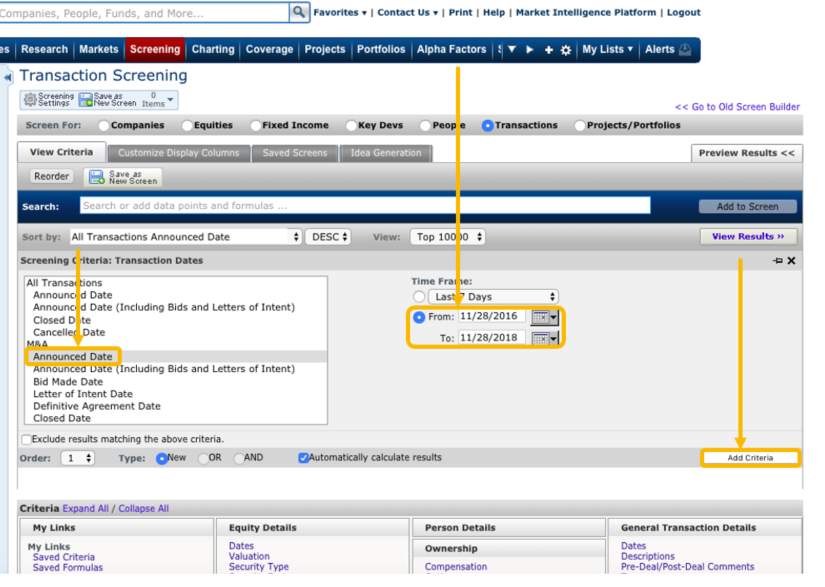 Companies, People, Funds, and More...
Favorites ▾ | Contact Us ▾ | Print | Help | Market Intelligence Platform | Logout
es Research Markets Screening Charting Coverage Projects Portfolios Alpha Factors My Lists ▾ Alerts
Transaction Screening
Screening Settings Save as New Screen 0 Items
<< Go to Old Screen Builder
Screen For: Companies Equities Fixed Income Key Devs People Transactions Projects/Portfolios
View Criteria Customize Display Columns Saved Screens Idea Generation Preview Results <<
Reorder Save as New Screen
Search: Search or add data points and formulas ... Add to Screen
Sort by: All Transactions Announced Date DESC View: Top 10000 View Results »
Screening Criteria: Transaction Dates
All Transactions
Announced Date
Announced Date (Including Bids and Letters of Intent)
Closed Date
Cancelled Date
M&A
Announced Date
Announced Date (Including Bids and Letters of Intent)
Bid Made Date
Letter of Intent Date
Definitive Agreement Date
Closed Date
Time Frame:
Last 7 Days
From: 11/28/2016
To: 11/28/2018
Exclude results matching the above criteria.
Order: 1 Type: New OR AND Automatically calculate results Add Criteria
Criteria Expand All / Collapse All
My Links Equity Details Person Details General Transaction Details
My Links
Saved Criteria
Saved Formulas
Dates
Valuation
Security Type
Ownership
Compensation
Dates
Descriptions
Pre-Deal/Post-Deal Comments